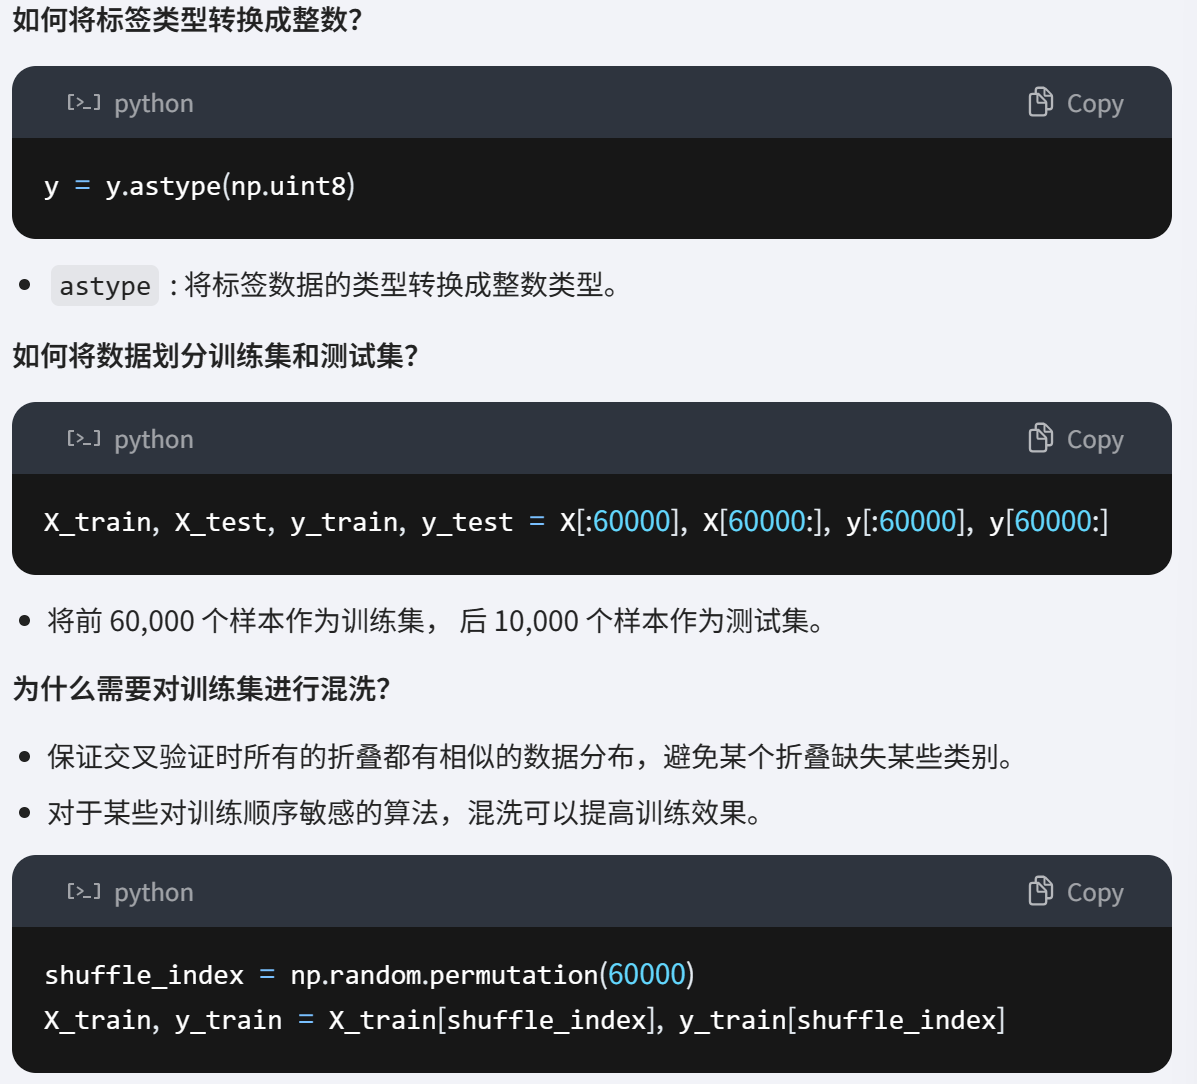 如何将标签类型转换成整数？
python Copy
y = y.astype(np.uint8)
astype : 将标签数据的类型转换成整数类型。
如何将数据划分训练集和测试集？
python Copy
X_train, X_test, y_train, y_test = X[:60000], X[60000:], y[:60000], y[60000:]
将前 60,000 个样本作为训练集， 后 10,000 个样本作为测试集。
为什么需要对训练集进行混洗？
保证交叉验证时所有的折叠都有相似的数据分布，避免某个折叠缺失某些类别。
对于某些对训练顺序敏感的算法，混洗可以提高训练效果。
python Copy
shuffle_index = np.random.permutation(60000)
X_train, y_train = X_train[shuffle_index], y_train[shuffle_index]